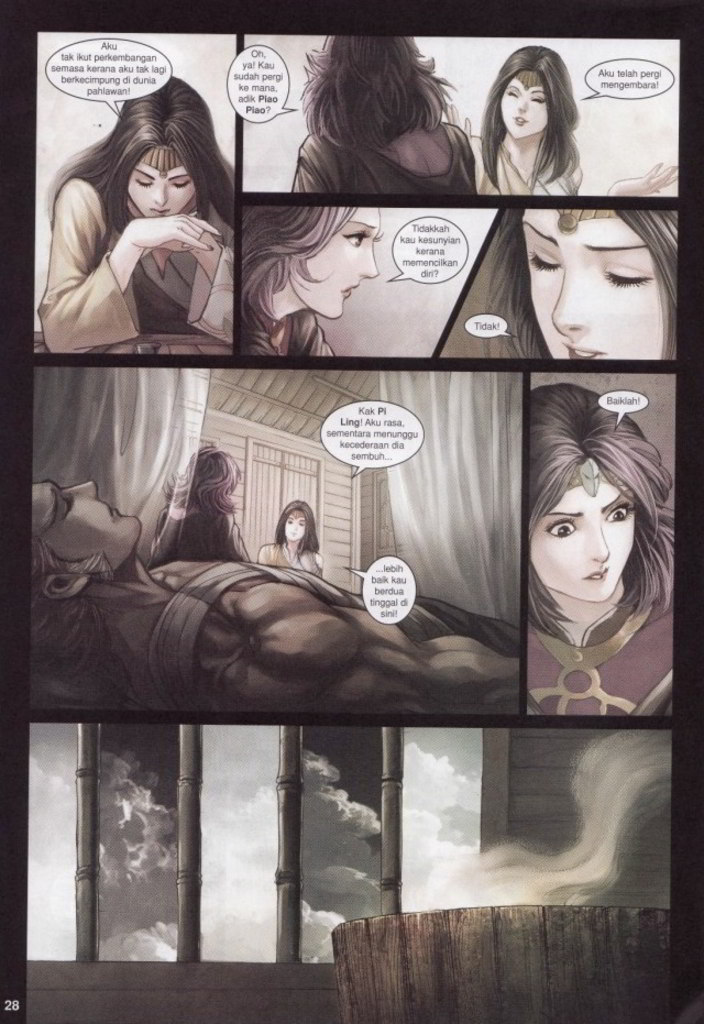 Aku
tak ikut perkembangan
semasa kerana aku tak lagi
berkecimpung di dunia
pahlawan!
Oh,
ya! Kau
sudah pergi
ke mana,
adik Piao
Piao?
Aku telah pergi
mengembara!
Tidakkah
kau kesunyian
kerana
memencilkan
diri?
Tidak!
Kak Pi
Ling! Aku rasa,
sementara menunggu
kecederaan dia
sembuh...
...lebih
baik kau
berdua
tinggal di
sini!
Baiklah!
28